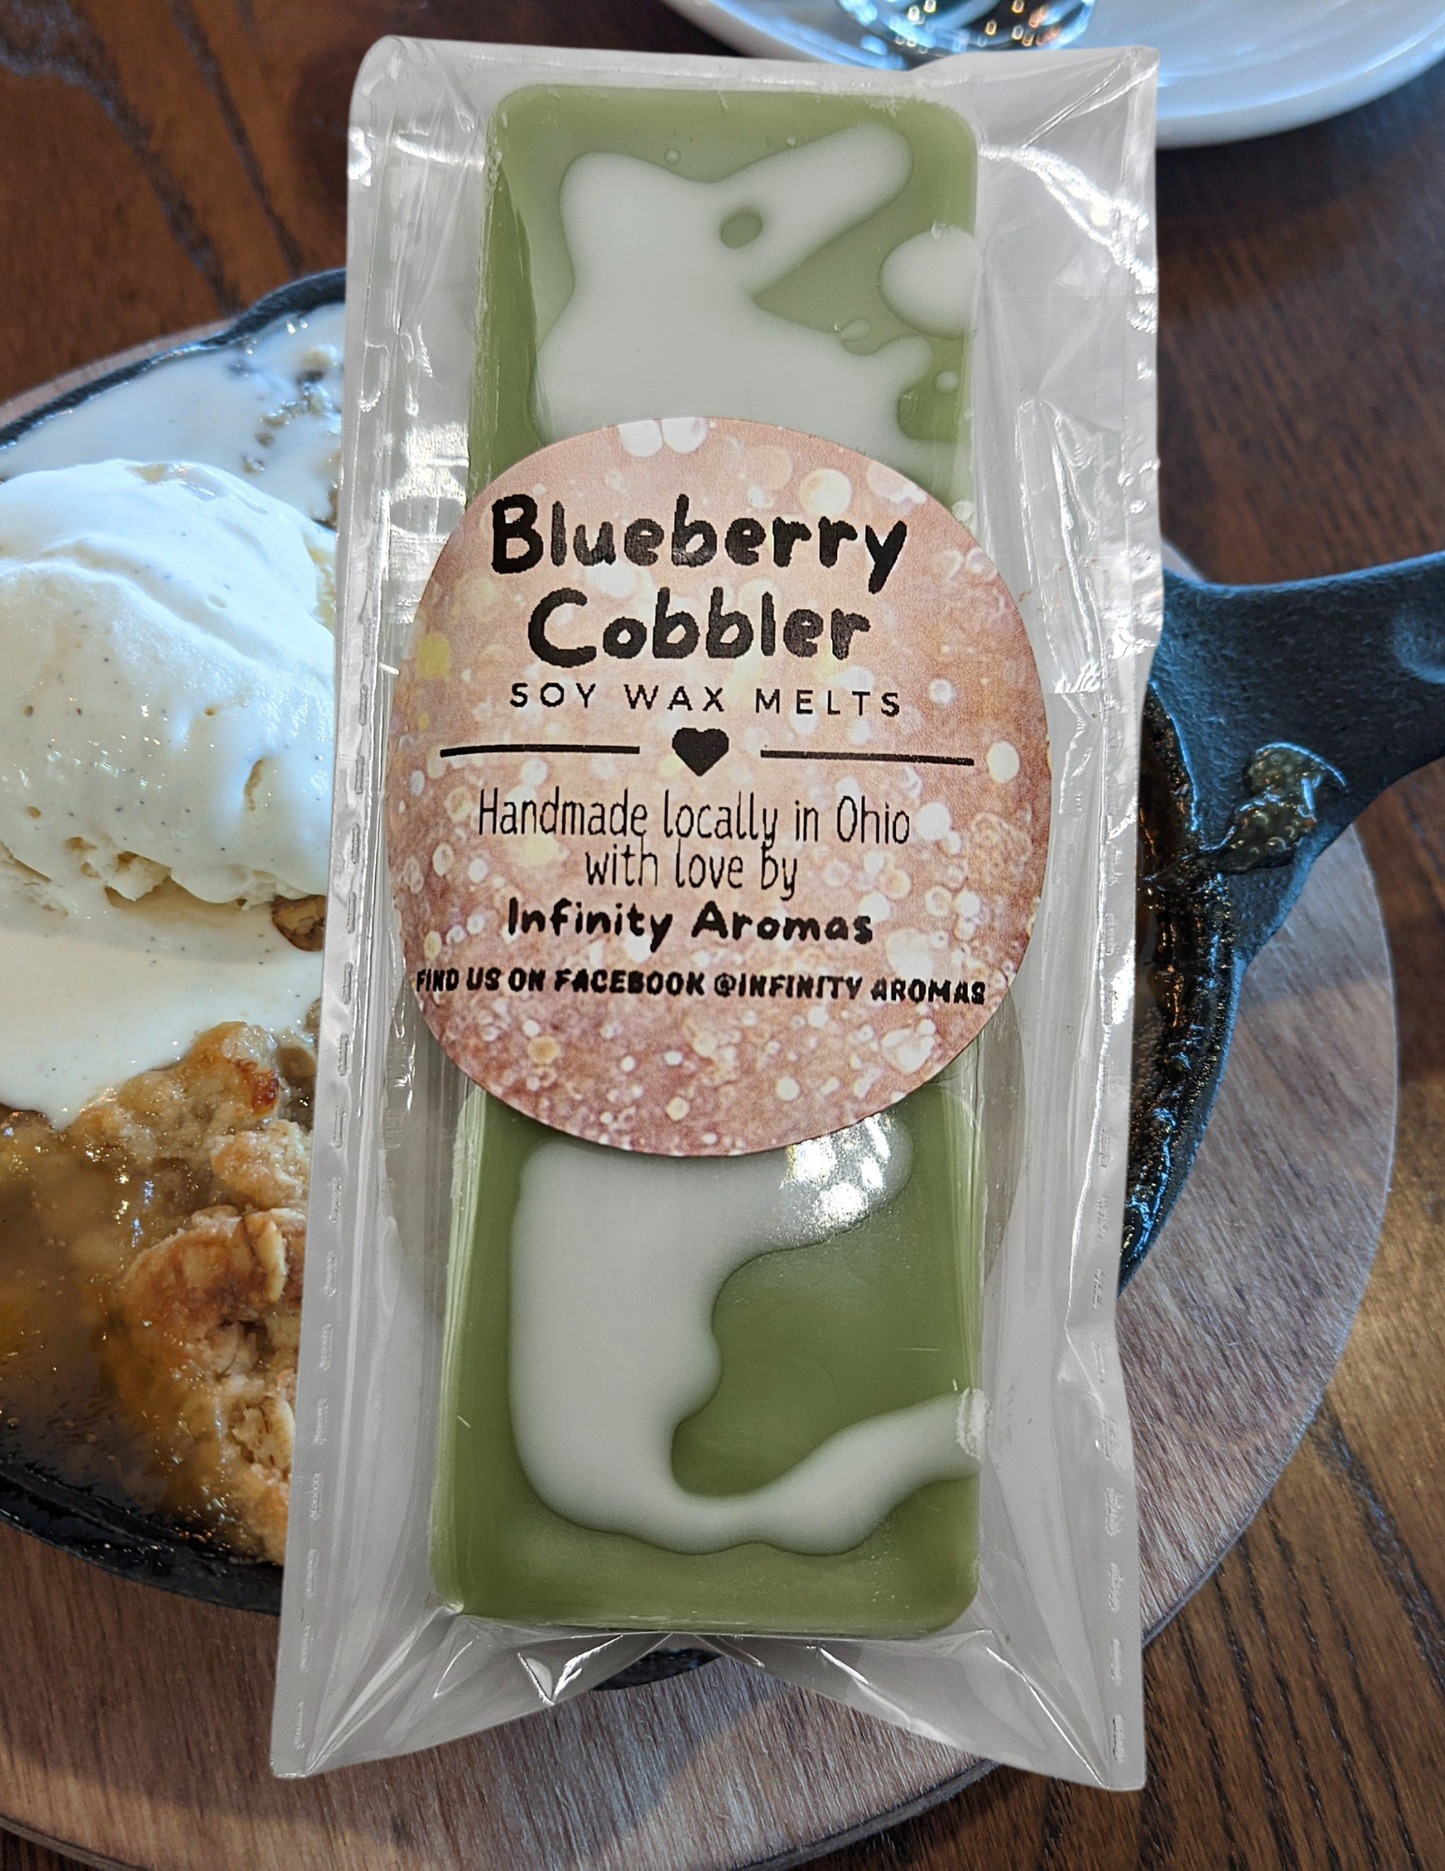 Blueberry
Cobbler
SOY WAX MELTS
Handmade locally in Ohio
with love by
Infinity Aromas
FIND US ON FACEBOOK @INFINITY AROMAS